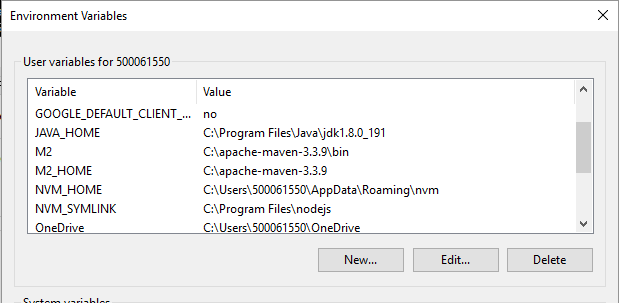 Environment Variables
User variables for 500061550
Variable Value
GOOGLE_DEFAULT_CLIENT_... no
JAVA_HOME C:\Program Files\Java\jdk1.8.0_191
M2 C:\apache-maven-3.3.9\bin
M2_HOME C:\apache-maven-3.3.9
NVM_HOME C:\Users\500061550\AppData\Roaming\nvm
NVM_SYMLINK C:\Program Files\nodejs
OneDrive C:\Users\500061550\OneDrive
New... Edit... Delete
System variables